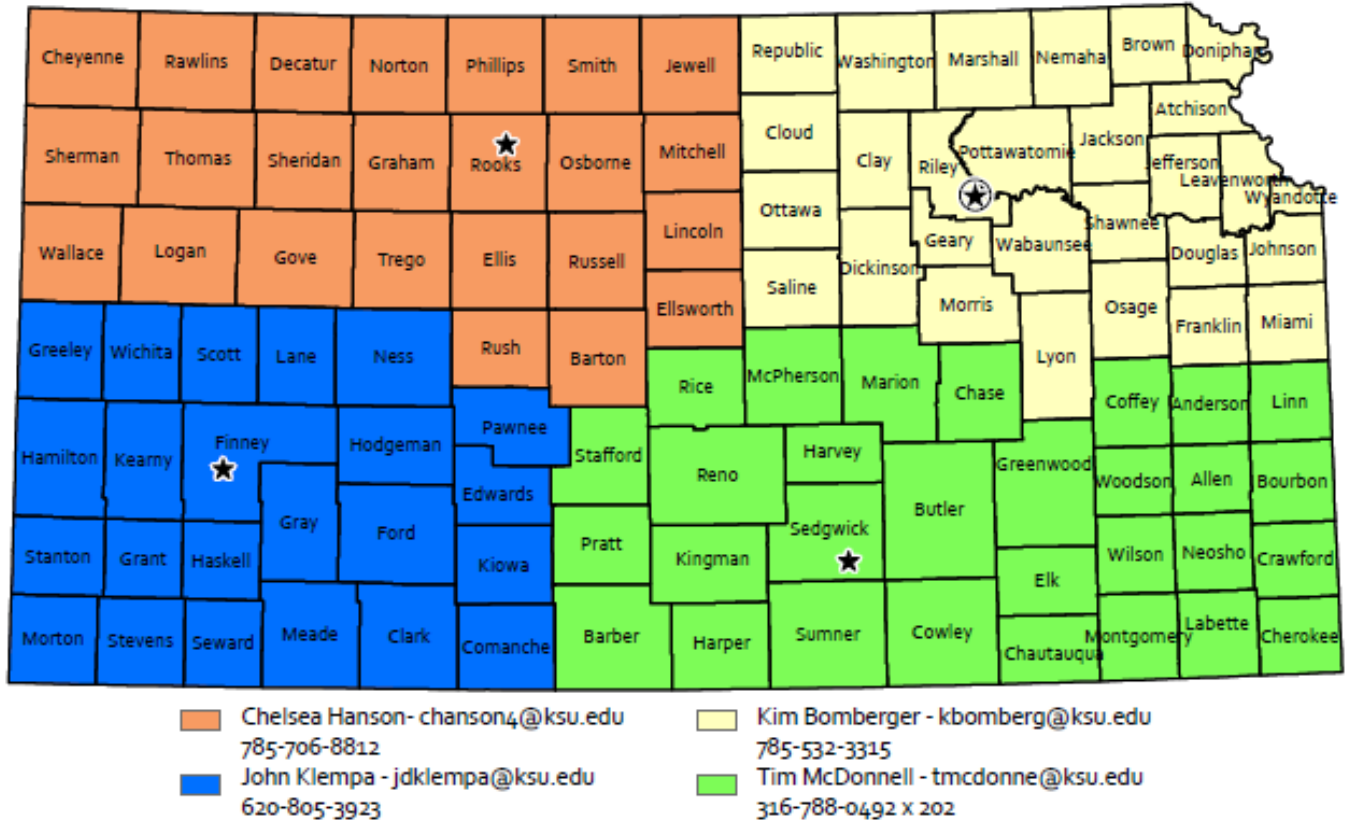 Cheyenne Rawlins Decatur Norton Phillips Smith Jewell Republic Washington Marshall Nemaha Brown Doniphan
Atchison
Sherman Thomas Sheridan Graham Rooks Osborne Mitchell Cloud Clay Riley Pottawatomie Jackson Jefferson
Leavenworth
Wyandotte
Wallace Logan Gove Trego Ellis Russell Lincoln Ottawa Geary Wabaunsee Shawnee Douglas Johnson
Ellsworth Saline Dickinson Morris Osage Franklin Miami
Greeley Wichita Scott Lane Ness Rush Barton Rice McPherson Marion Chase Lyon Coffey Anderson Linn
Hamilton Kearny Finney Hodgeman Pawnee Stafford Reno Harvey Greenwood Woodson Allen Bourbon
Edwards Butler
Stanton Grant Haskell Gray Ford Kiowa Pratt Kingman Sedgwick Elk Wilson Neosho Crawford
Morton Stevens Seward Meade Clark Comanche Barber Harper Sumner Cowley Chautauqua Montgomery Labette Cherokee
Chelsea Hanson- chanson4@ksu.edu
785-706-8812
John Klempa - jdklempa@ksu.edu
620-805-3923
Kim Bomberger - kbomberg@ksu.edu
785-532-3315
Tim McDonnell - tmcdonne@ksu.edu
316-788-0492 x 202